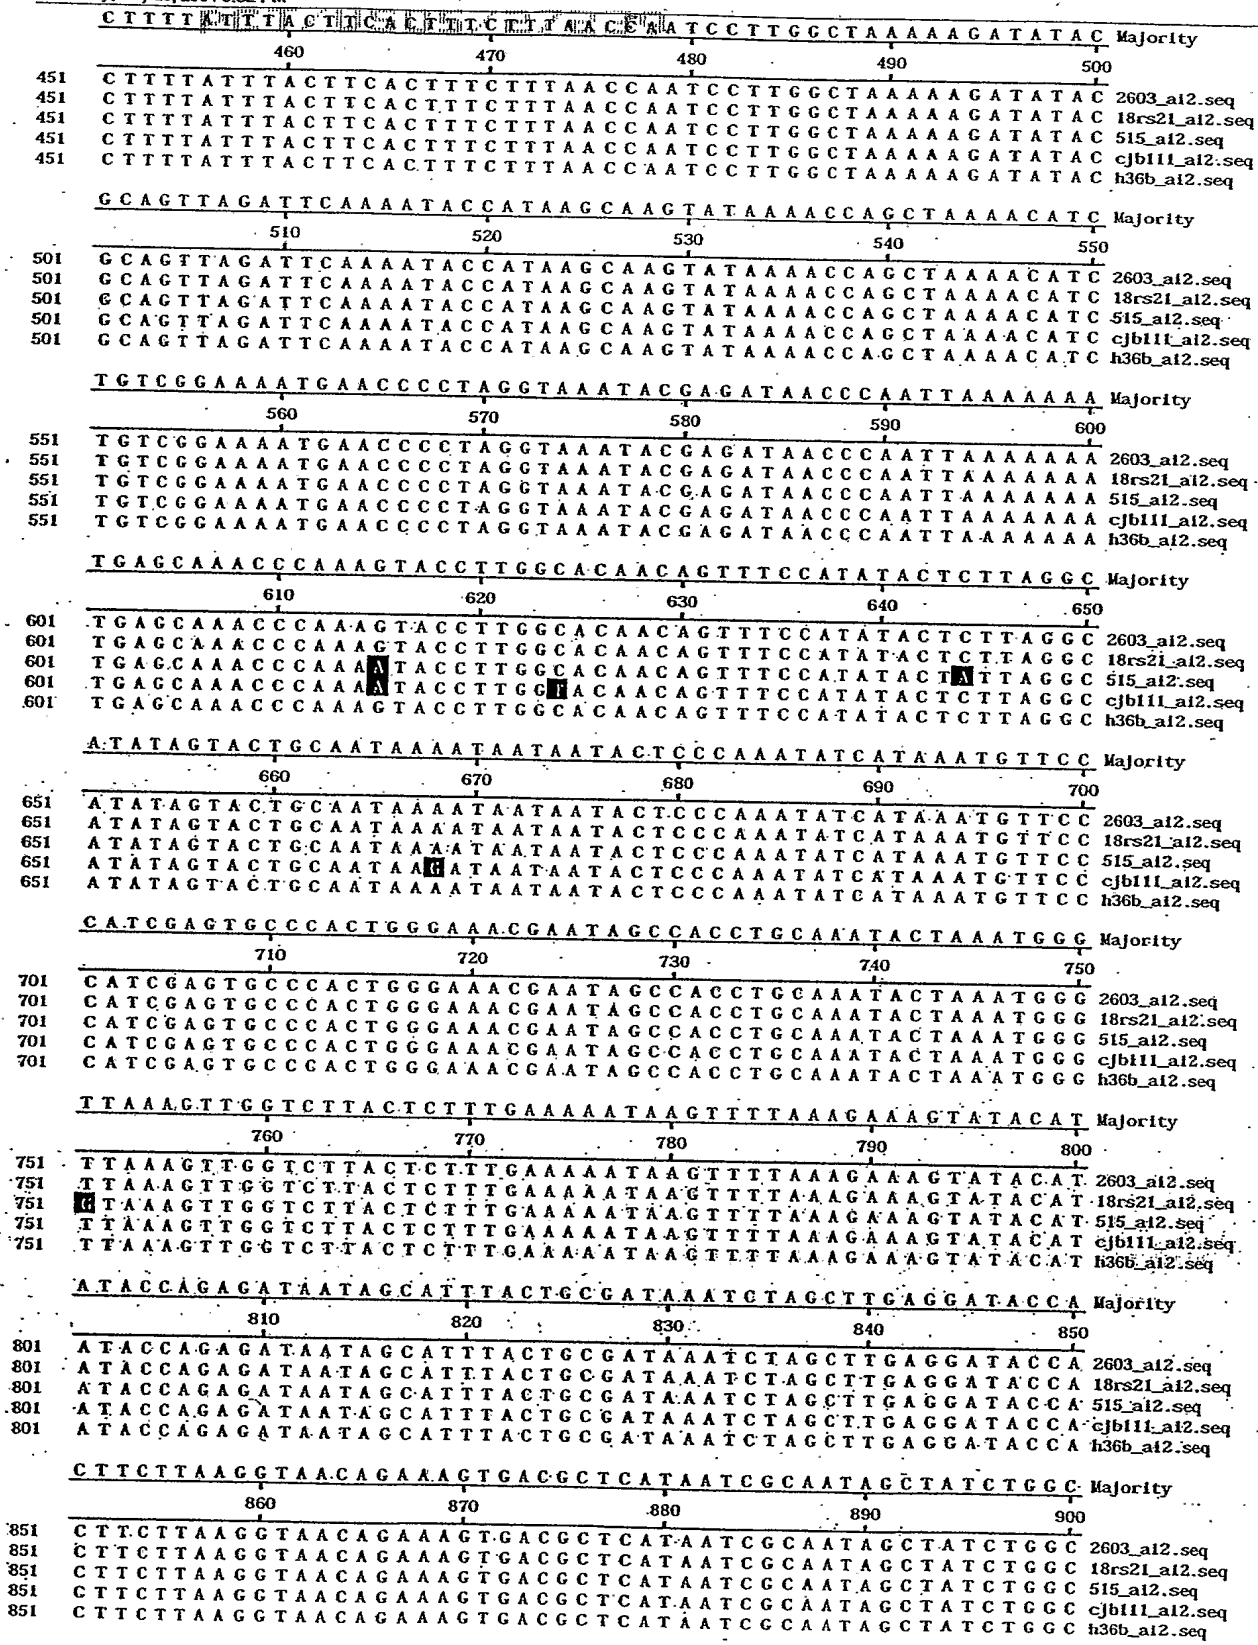 CTTTTATTTACTTCACTTTCTTTAACCAATCCTTGGCTAAAAAGATATAC Majority
460 470 480 490 500
451 CTTTTATTTACTTCACTTTCTTTAACCAATCCTTGGCTAAAAAGATATAC 2603_a12.seq
451 CTTTTATTTACTTCACTTTCTTTAACCAATCCTTGGCTAAAAAGATATAC 18rs21_a12.seq
451 CTTTTATTTACTTCACTTTCTTTAACCAATCCTTGGCTAAAAAGATATAC 515_a12.seq
451 CTTTTATTTACTTCACTTTCTTTAACCAATCCTTGGCTAAAAAGATATAC cjb111_a12.seq
451 CTTTTATTTACTTCACTTTCTTTAACCAATCCTTGGCTAAAAAGATATAC h36b_a12.seq
GCAGTTAGATTCAAAATACCATAAGCAAGTATAAAACCAGCTAAAACATC Majority
510 520 530 540 550
501 GCAGTTAGATTCAAAATACCATAAGCAAGTATAAAACCAGCTAAAACATC 2603_a12.seq
501 GCAGTTAGATTCAAAATACCATAAGCAAGTATAAAACCAGCTAAAACATC 18rs21_a12.seq
501 GCAGTTAGATTCAAAATACCATAAGCAAGTATAAAACCAGCTAAAACATC 515_a12.seq
501 GCAGTTAGATTCAAAATACCATAAGCAAGTATAAAACCAGCTAAAACATC cjb111_a12.seq
501 GCAGTTAGATTCAAAATACCATAAGCAAGTATAAAACCAGCTAAAACATC h36b_a12.seq
TGTCGGAAAATGAACCCCTAGGTAAATACGAGATAACCCAATTAAAAAAA Majority
560 570 580 590 600
551 TGTCGGAAAATGAACCCCTAGGTAAATACGAGATAACCCAATTAAAAAAA 2603_a12.seq
551 TGTCGGAAAATGAACCCCTAGGTAAATACGAGATAACCCAATTAAAAAAA 18rs21_a12.seq
551 TGTCGGAAAATGAACCCCTAGGTAAATACGAGATAACCCAATTAAAAAAA 515_a12.seq
551 TGTCGGAAAATGAACCCCTAGGTAAATACGAGATAACCCAATTAAAAAAA cjb111_a12.seq
551 TGTCGGAAAATGAACCCCTAGGTAAATACGAGATAACCCAATTAAAAAAA h36b_a12.seq
TGAGCAAACCCAAAGTACCTTGGCACAACAGTTTCCATATACTCTTAGGC Majority
610 620 630 640 650
601 TGAGCAAACCCAAAGTACCTTGGCACAACAGTTTCCATATACTCTTAGGC 2603_a12.seq
601 TGAGCAAACCCAAAGTACCTTGGCACAACAGTTTCCATATACTCTTAGGC 18rs21_a12.seq
601 TGAGCAAACCCAAAATACCTTGGCACAACAGTTTCCATATACTATTAGGC 515_a12.seq
601 TGAGCAAACCCAAAATACCTTGGTACAACAGTTTCCATATACTCTTAGGC cjb111_a12.seq
601 TGAGCAAACCCAAAGTACCTTGGCACAACAGTTTCCATATACTCTTAGGC h36b_a12.seq
ATATAGTACTGCAATAAAATAATAATACTCCCAAATATCATAAATGTTCC Majority
660 670 680 690 700
651 ATATAGTACTGCAATAAAATAATAATACTCCCAAATATCATAAATGTTCC 2603_a12.seq
651 ATATAGTACTGCAATAAAATAATAATACTCCCAAATATCATAAATGTTCC 18rs21_a12.seq
651 ATATAGTACTGCAATAAAATAATAATACTCCCAAATATCATAAATGTTCC 515_a12.seq
651 ATATAGTACTGCAATAAGATAATAATACTCCCAAATATCATAAATGTTCC cjb111_a12.seq
651 ATATAGTACTGCAATAAAATAATAATACTCCCAAATATCATAAATGTTCC h36b_a12.seq
CATCGAGTGCCCACTGGGAAACGAATAGCCACCTGCAAATACTAAATGGG Majority
710 720 730 740 750
701 CATCGAGTGCCCACTGGGAAACGAATAGCCACCTGCAAATACTAAATGGG 2603_a12.seq
701 CATCGAGTGCCCACTGGGAAACGAATAGCCACCTGCAAATACTAAATGGG 18rs21_a12.seq
701 CATCGAGTGCCCACTGGGAAACGAATAGCCACCTGCAAATACTAAATGGG 515_a12.seq
701 CATCGAGTGCCCACTGGGAAACGAATAGCCACCTGCAAATACTAAATGGG cjb111_a12.seq
701 CATCGAGTGCCCACTGGGAAACGAATAGCCACCTGCAAATACTAAATGGG h36b_a12.seq
TTAAAGTTGGTCTTACTCTTTGAAAAATAAGTTTTAAAGAAAGTATACAT Majority
760 770 780 790 800
751 TTAAAGTTGGTCTTACTCTTTGAAAAATAAGTTTTAAAGAAAGTATACAT 2603_a12.seq
751 TTAAAGTTGGTCTTACTCTTTGAAAAATAAGTTTTAAAGAAAGTATACAT 18rs21_a12.seq
751 GTAAAGTTGGTCTTACTCTTTGAAAAATAAGTTTTAAAGAAAGTATACAT 515_a12.seq
751 TTAAAGTTGGTCTTACTCTTTGAAAAATAAGTTTTAAAGAAAGTATACAT cjb111_a12.seq
751 TTAAAGTTGGTCTTACTCTTTGAAAAATAAGTTTTAAAGAAAGTATACAT h36b_a12.seq
ATACCAGAGATAATAGCATTTACTGCGATAAATCTAGCTTGAGGATACCA Majority
810 820 830 840 850
801 ATACCAGAGATAATAGCATTTACTGCGATAAATCTAGCTTGAGGATACCA 2603_a12.seq
801 ATACCAGAGATAATAGCATTTACTGCGATAAATCTAGCTTGAGGATACCA 18rs21_a12.seq
801 ATACCAGAGATAATAGCATTTACTGCGATAAATCTAGCTTGAGGATACCA 515_a12.seq
801 ATACCAGAGATAATAGCATTTACTGCGATAAATCTAGCTTGAGGATACCA cjb111_a12.seq
801 ATACCAGAGATAATAGCATTTACTGCGATAAATCTAGCTTGAGGATACCA h36b_a12.seq
CTTCTTAAGGTAACAGAAAGTGACGCTCATAATCGCAATAGCTATCTGGC Majority
860 870 880 890 900
851 CTTCTTAAGGTAACAGAAAGTGACGCTCATAATCGCAATAGCTATCTGGC 2603_a12.seq
851 CTTCTTAAGGTAACAGAAAGTGACGCTCATAATCGCAATAGCTATCTGGC 18rs21_a12.seq
851 CTTCTTAAGGTAACAGAAAGTGACGCTCATAATCGCAATAGCTATCTGGC 515_a12.seq
851 CTTCTTAAGGTAACAGAAAGTGACGCTCATAATCGCAATAGCTATCTGGC cjb111_a12.seq
851 CTTCTTAAGGTAACAGAAAGTGACGCTCATAATCGCAATAGCTATCTGGC h36b_a12.seq